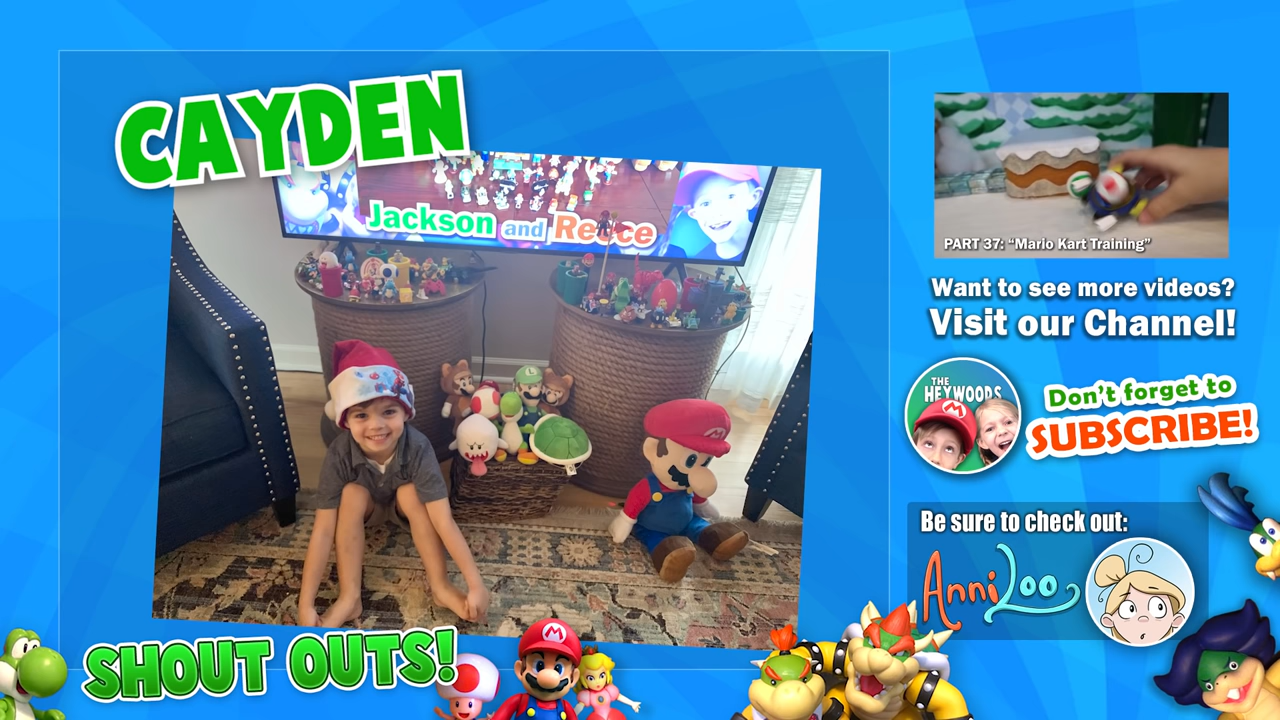 CAYDEN
Jackson and Reece
L
M
SHOUT OUTS!
M
PART 37: “Mario Kart Training”
Want to see more videos?
Visit our Channel!
THE
HEYWOODS
M
Don't forget to
SUBSCRIBE!
Be sure to check out:
AnniLoo